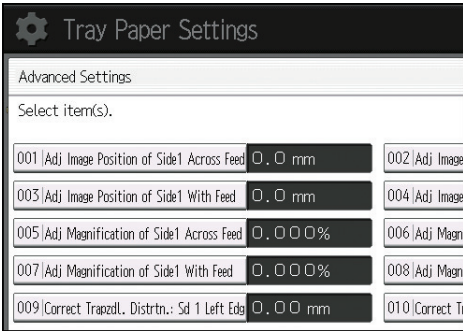 Tray Paper Settings
Advanced Settings
Select item(s).
001 Adj Image Position of Side1 Across Feed 0.0 mm 002 Adj Image
003 Adj Image Position of Side1 With Feed 0.0 mm 004 Adj Image
005 Adj Magnification of Side1 Across Feed 0.000% 006 Adj Magn
007 Adj Magnification of Side1 With Feed 0.000% 008 Adj Magn
009 Correct Trapzdl. Distrtn.: Sd 1 Left Edg 0.00 mm 010 Correct Tr